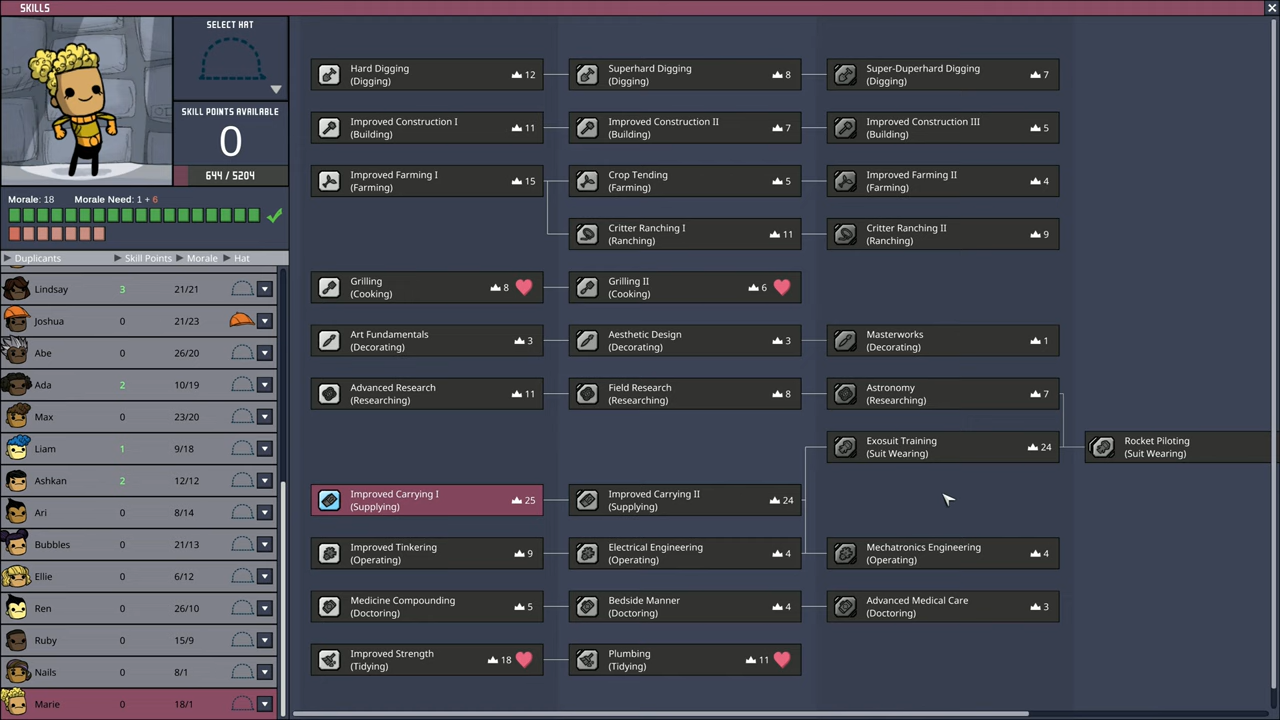 SKILLS
SELECT HAT
SKILL POINTS AVAILABLE
0
644 / 5204
Morale: 18 Morale Need: 1 + 6
Duplicants Skill Points Morale Hat
Lindsay 3 21/21
Joshua 0 21/23
Abe 0 26/20
Ada 2 10/19
Max 0 23/20
Liam 1 9/18
Ashkan 2 12/12
Ari 0 8/14
Bubbles 0 21/13
Ellie 0 6/12
Ren 0 26/10
Ruby 0 15/9
Nails 0 8/1
Marie 0 18/1
Hard Digging
(Digging)
12
Superhard Digging
(Digging)
8
Super-Duperhard Digging
(Digging)
7
Improved Construction I
(Building)
11
Improved Construction II
(Building)
7
Improved Construction III
(Building)
5
Improved Farming I
(Farming)
15
Crop Tending
(Farming)
5
Improved Farming II
(Farming)
4
Critter Ranching I
(Ranching)
11
Critter Ranching II
(Ranching)
9
Grilling
(Cooking)
8
Grilling II
(Cooking)
6
Art Fundamentals
(Decorating)
3
Aesthetic Design
(Decorating)
3
Masterworks
(Decorating)
1
Advanced Research
(Researching)
11
Field Research
(Researching)
8
Astronomy
(Researching)
7
Exosuit Training
(Suit Wearing)
24
Rocket Piloting
(Suit Wearing)
Improved Carrying I
(Supplying)
25
Improved Carrying II
(Supplying)
24
Improved Tinkering
(Operating)
9
Electrical Engineering
(Operating)
4
Mechatronics Engineering
(Operating)
4
Medicine Compounding
(Doctoring)
5
Bedside Manner
(Doctoring)
4
Advanced Medical Care
(Doctoring)
3
Improved Strength
(Tidying)
18
Plumbing
(Tidying)
11